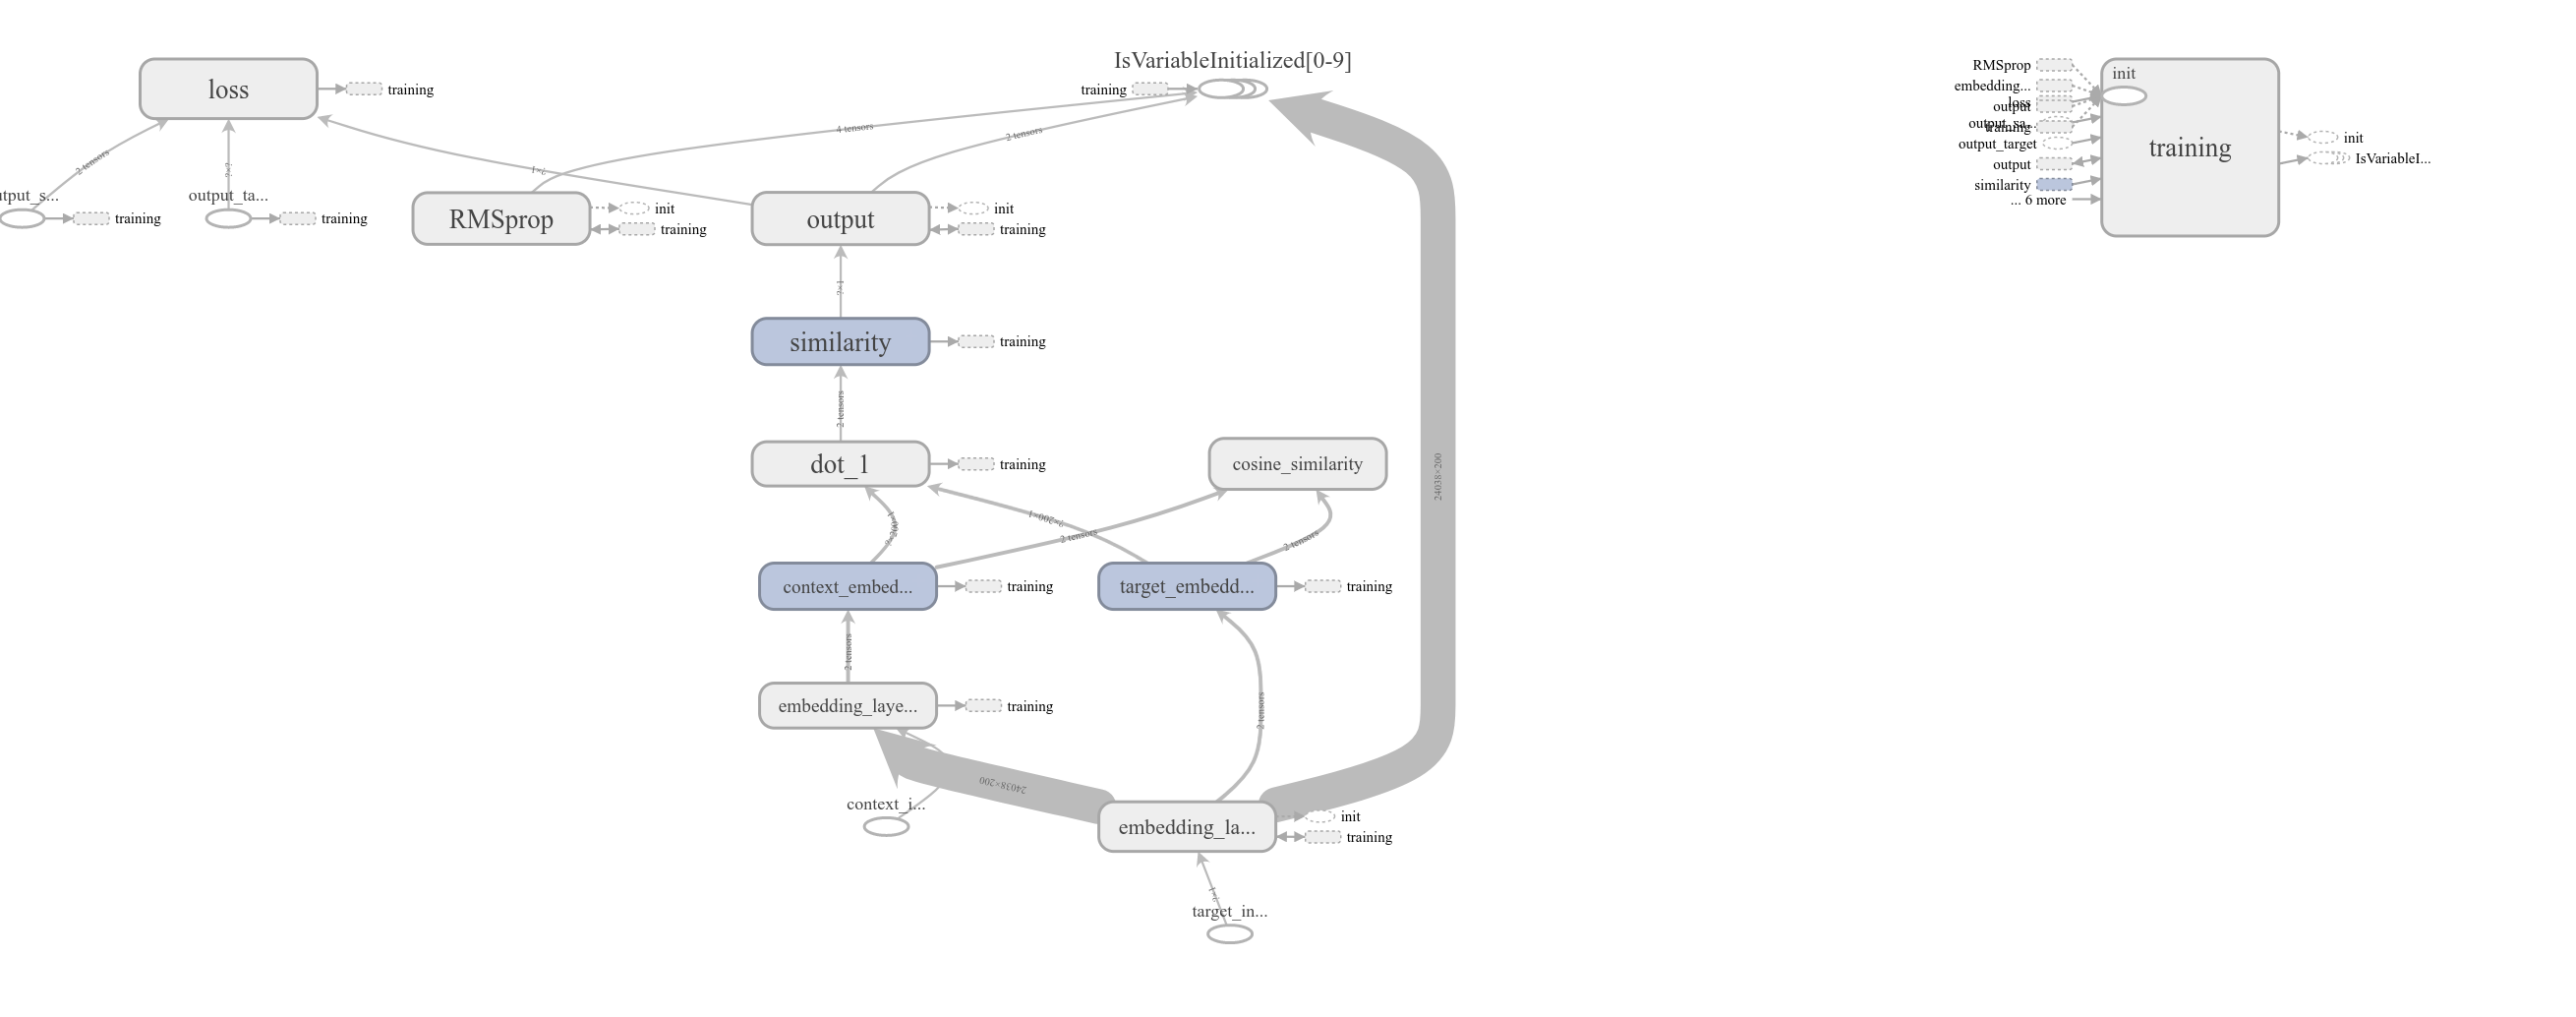 IsVariableInitialized[0-9]
loss
training
training
4 tensors
2 tensors
2 tensors
?×1
?×1
utput_s...
training
output_ta...
training
RMSprop
init
training
output
init
training
?×1
similarity
training
2 tensors
dot_1
training
cosine_similarity
24038×200
?×200×1
2 tensors
2 tensors
context_embed...
training
target_embedd...
training
2 tensors
2 tensors
embedding_laye...
training
24038×200
context_i...
embedding_la...
init
training
?×1
target_in...
RMSprop
embedding...
loss
output
output_sa...
training
output_target
output
similarity
... 6 more
init
training
init
IsVariableI...